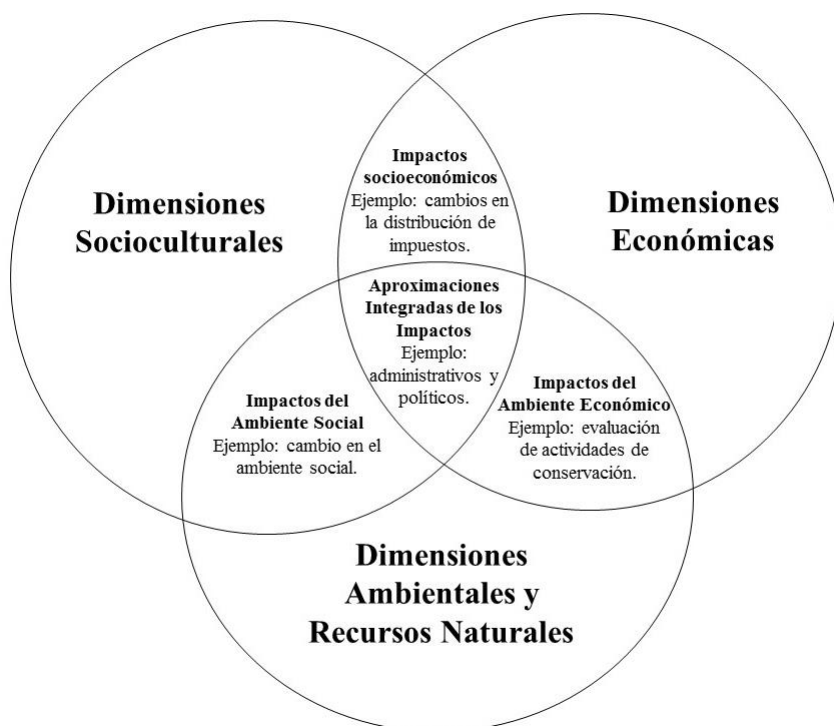 Impactos
socioeconómicos
Ejemplo: cambios en
la distribución de
impuestos.
Dimensiones
Socioculturales
Dimensiones
Económicas
Aproximaciones
Integradas de los
Impactos
Ejemplo:
administrativos y
políticos.
Impactos del
Ambiente Social
Ejemplo: cambio en el
ambiente social.
Impactos del
Ambiente Económico
Ejemplo: evaluación
de actividades de
conservación.
Dimensiones
Ambientales y
Recursos Naturales